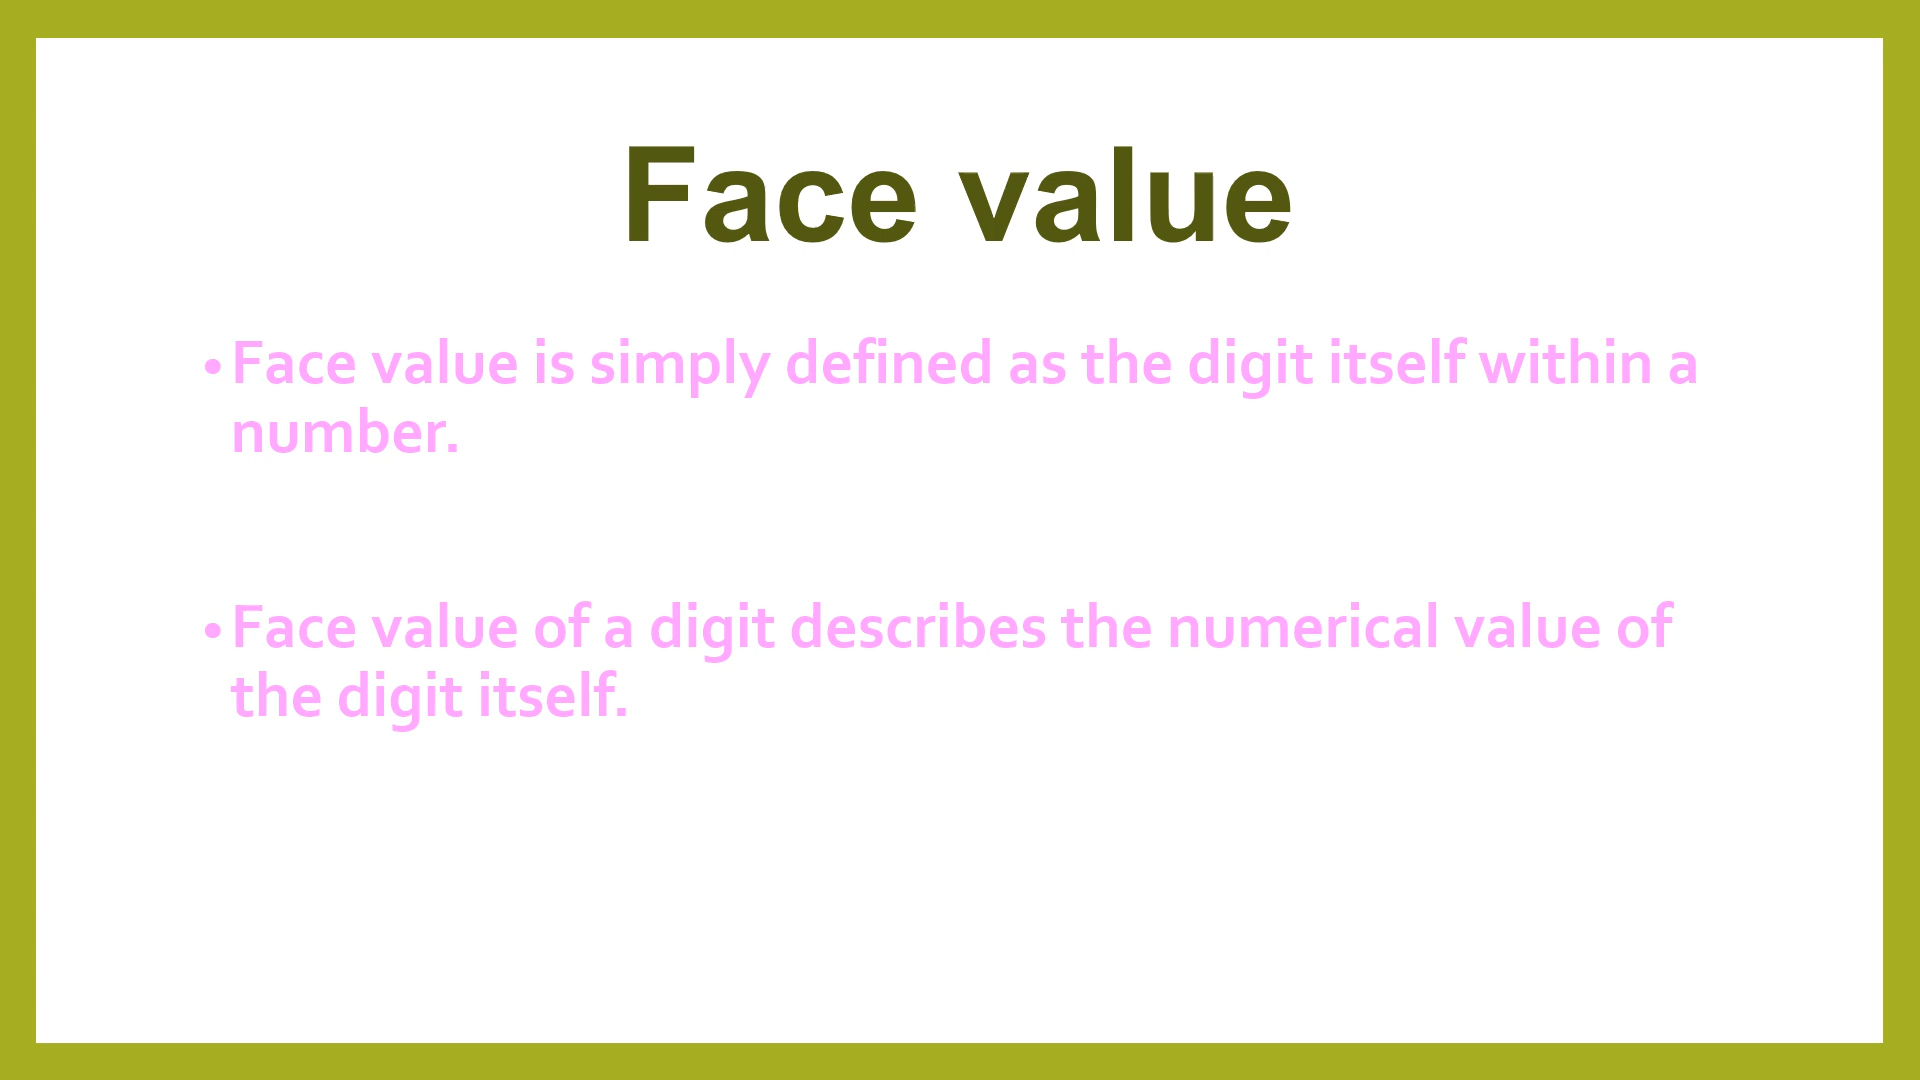 Face value
• Face value is simply defined as the digit itself within a
number.
• Face value of a digit describes the numerical value of
the digit itself.